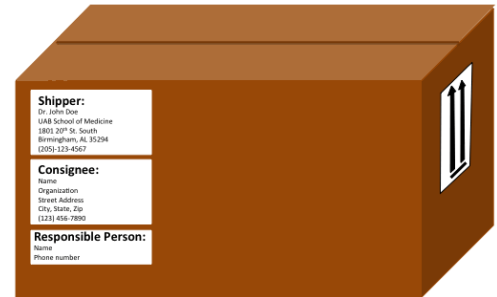 Shipper:
Dr. John Doe
UAB School of Medicine
1801 20th St. South
Birmingham, AL 35294
(205)-123-4567
Consignee:
Name
Organization
Street Address
City, State, Zip
(123) 456-7890
Responsible Person:
Name
Phone number